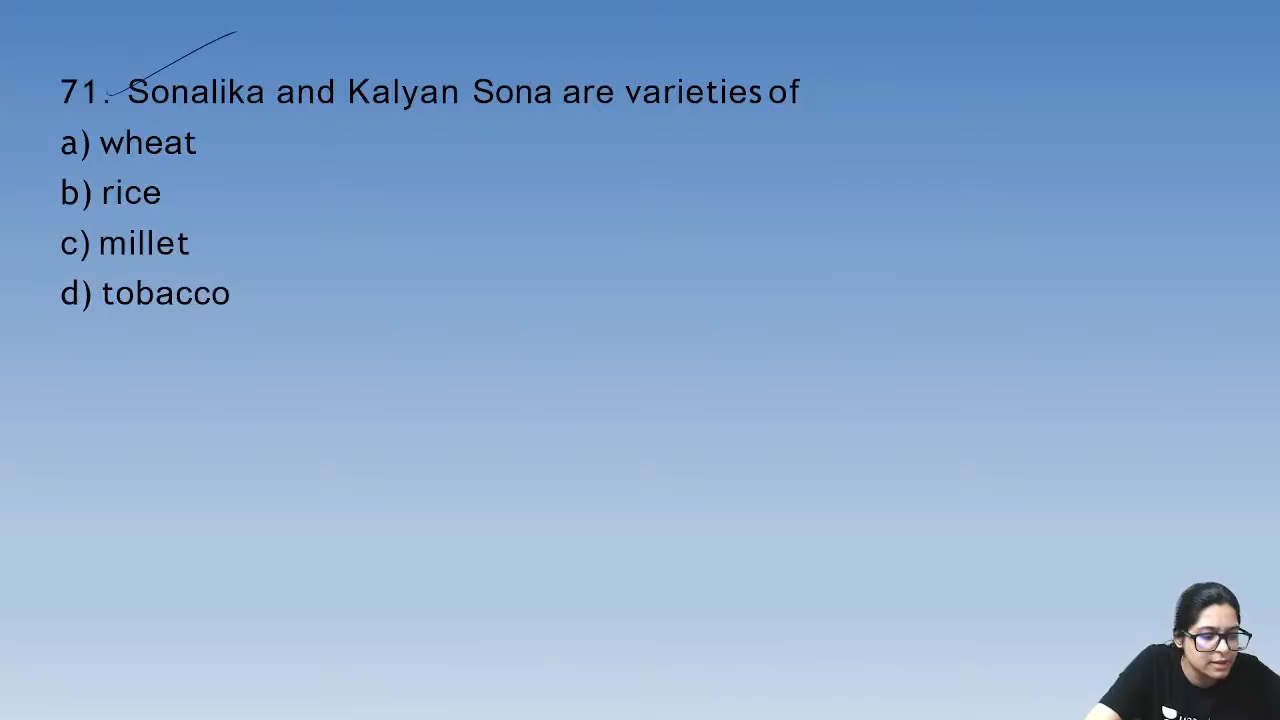 71. Sonalika and Kalyan Sona are varieties of
a) wheat
b) rice
c) millet
d) tobacco